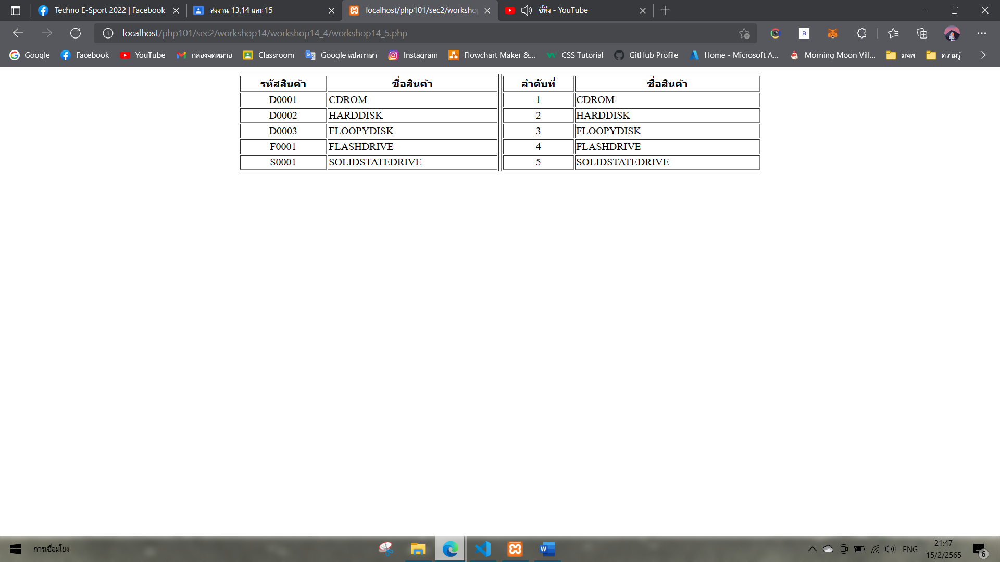 Techno E-Sport 2022 | Facebook
ส่งงาน 13,14 และ 15
localhost/php101/sec2/worksho
ขี้หึง - YouTube
localhost/php101/sec2/workshop14/workshop14_4/workshop14_5.php
B
Google Facebook YouTube กล่องจดหมาย Classroom Google แปลภาษา Instagram Flowchart Maker &... CSS Tutorial GitHub Profile Home - Microsoft A... Morning Moon Vill... มจพ ความรู้
รหัสสินค้า ชื่อสินค้า ลำดับที่ ชื่อสินค้า
D0001 CDROM 1 CDROM
D0002 HARDDISK 2 HARDDISK
D0003 FLOOPYDISK 3 FLOOPYDISK
F0001 FLASHDRIVE 4 FLASHDRIVE
S0001 SOLIDSTATEDRIVE 5 SOLIDSTATEDRIVE
การเชื่อมโยง
W
ENG
21:47
15/2/2565
6